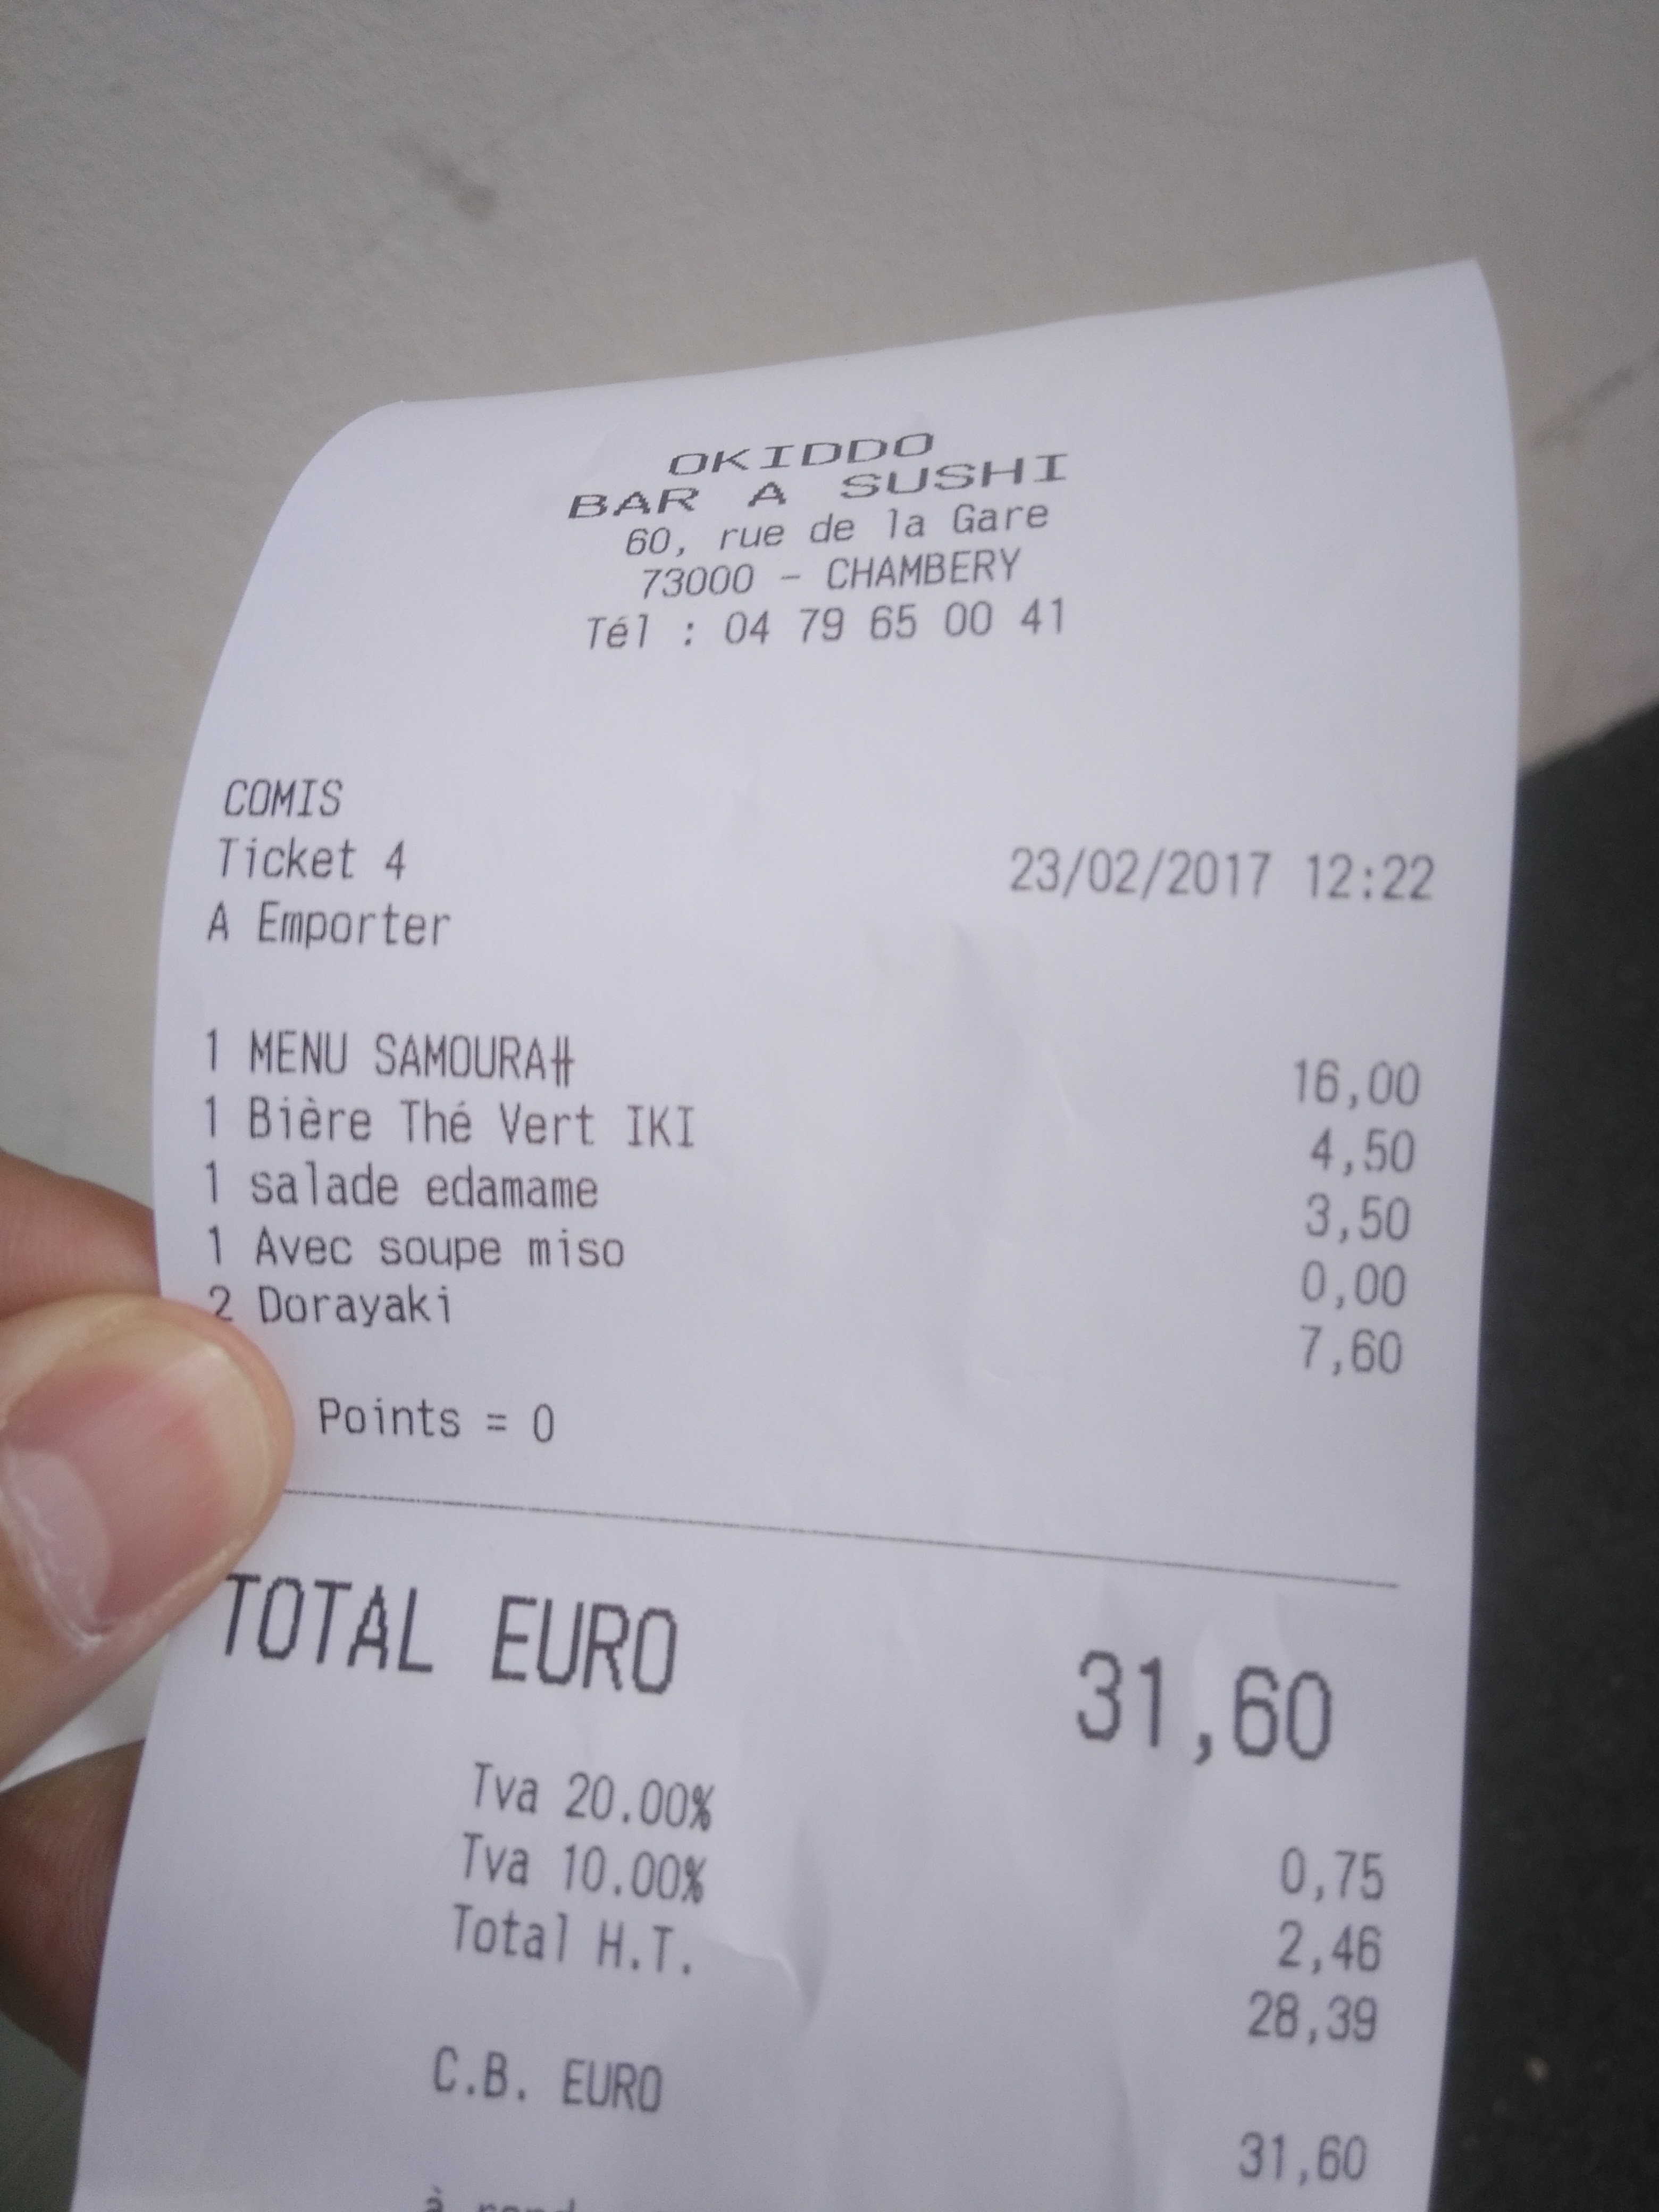 OKIDDO
BAR A SUSHI
60, rue de la Gare
73000 - CHAMBERY
Tél : 04 79 65 00 41
COMIS
Ticket 4 23/02/2017 12:22
A Emporter
1 MENU SAMOURA# 16,00
1 Bière Thé Vert IKI 4,50
1 salade edamame 3,50
1 Avec soupe miso 0,00
2 Dorayaki 7,60
Points = 0
TOTAL EURO 31,60
Tva 20.00% 0,75
Tva 10.00% 2,46
Total H.T. 28,39
C.B. EURO 31,60
à